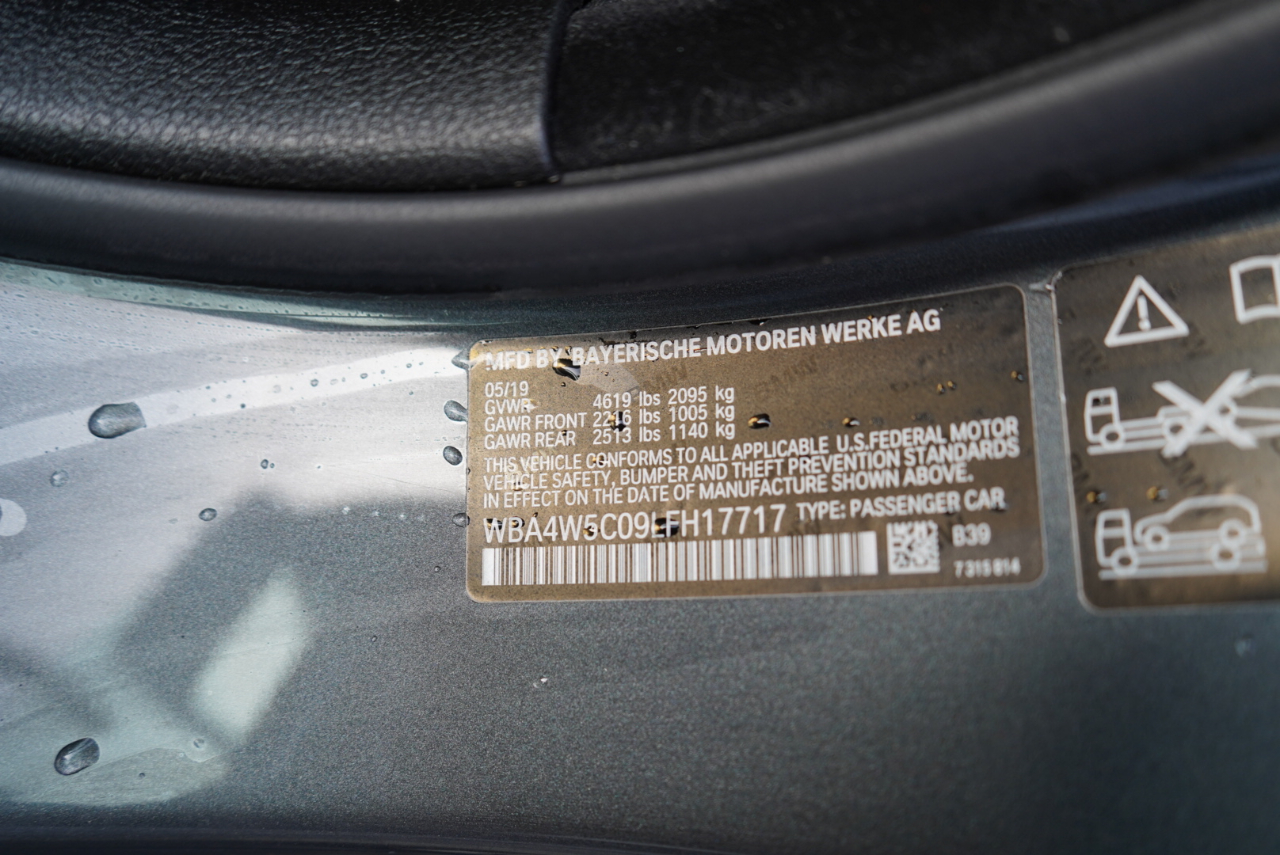 MFD BY BAYERISCHE MOTOREN WERKE AG
05/19
GVWR 4619 lbs 2095 kg
GAWR FRONT 2216 lbs 1005 kg
GAWR REAR 2513 lbs 1140 kg
THIS VEHICLE CONFORMS TO ALL APPLICABLE U.S.FEDERAL MOTOR
VEHICLE SAFETY, BUMPER AND THEFT PREVENTION STANDARDS
IN EFFECT ON THE DATE OF MANUFACTURE SHOWN ABOVE.
WBA4W5C09LFH17717 TYPE: PASSENGER CAR
B39
7315814